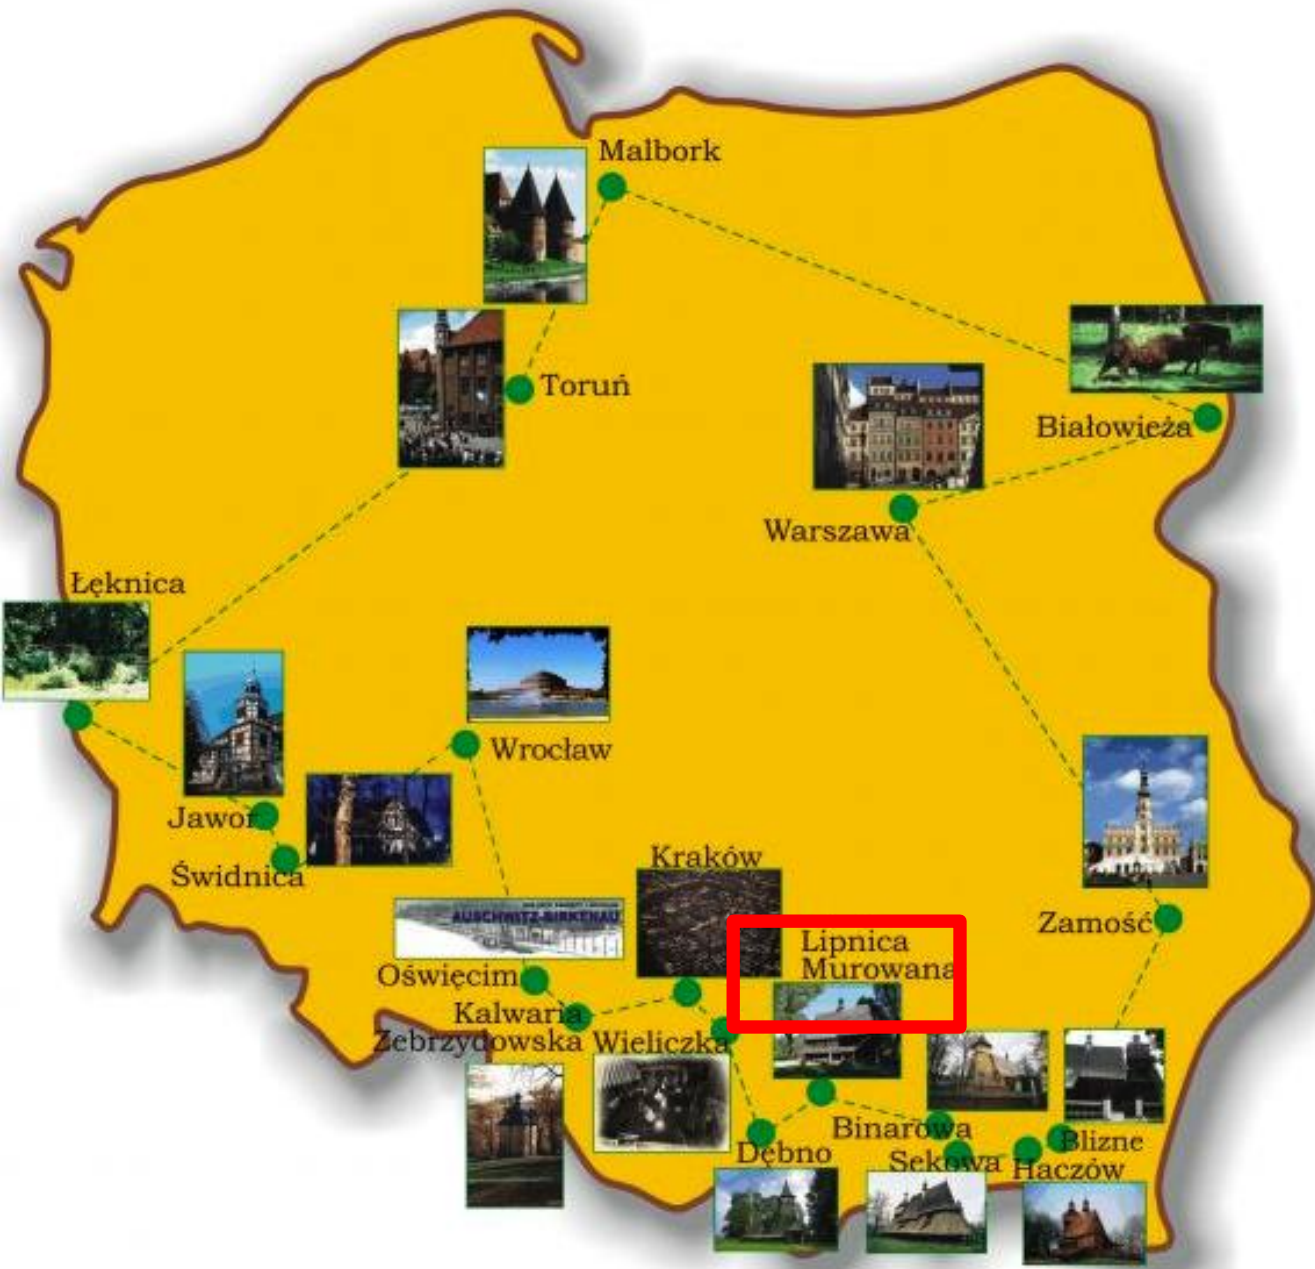 Malbork
Toruń
Białowieża
Warszawa
Łęknica
Wrocław
Jawor
Świdnica
Kraków
AUSCHWITZ-BIRKENAU
Oświęcim
Zamość
Lipnica
Murowana
Kalwaria
Zebrzydowska
Wieliczka
Binarowa
Dębno
Sękowa
Haczów
Blizne